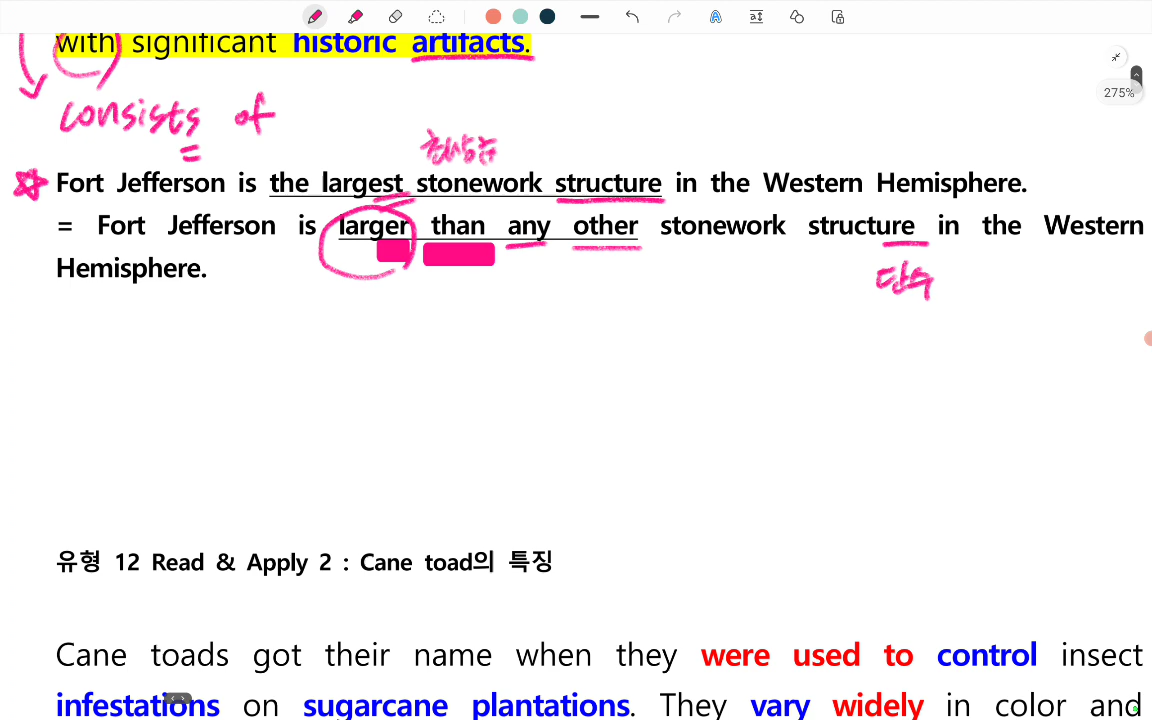 with significant historic artifacts.
consists of
최상급
Fort Jefferson is the largest stonework structure in the Western Hemisphere.
= Fort Jefferson is larger than any other stonework structure in the Western
Hemisphere.
단수
275%
유형 12 Read & Apply 2 : Cane toad의 특징
Cane toads got their name when they were used to control insect
infestations on sugarcane plantations. They vary widely in color and